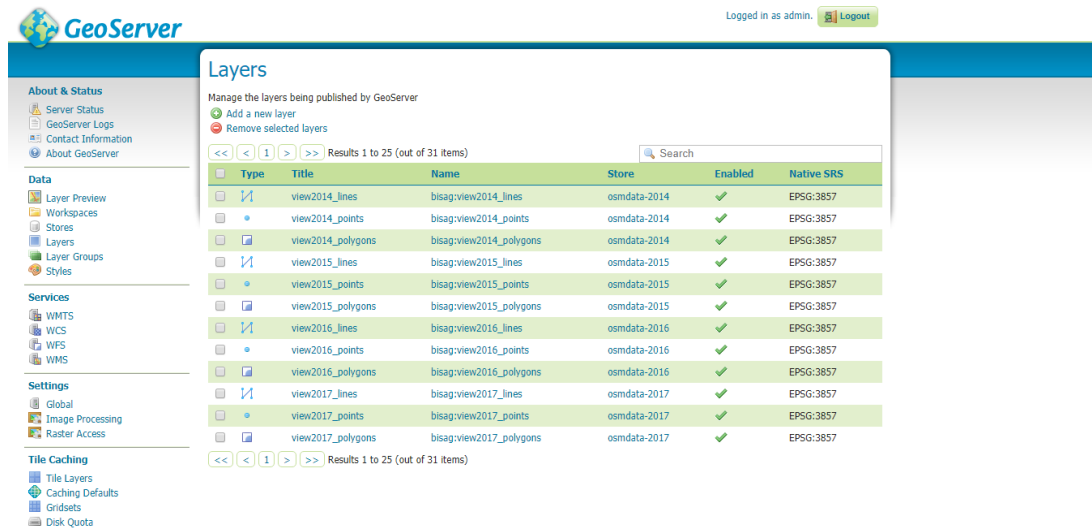 GeoServer
Logged in as admin. Logout
About & Status
Server Status
GeoServer Logs
Contact Information
About GeoServer
Data
Layer Preview
Workspaces
Stores
Layers
Layer Groups
Styles
Services
WMTS
WCS
WFS
WMS
Settings
Global
Image Processing
Raster Access
Tile Caching
Tile Layers
Caching Defaults
Gridsets
Disk Quota
Layers
Manage the layers being published by GeoServer
Add a new layer
Remove selected layers
<< < 1 > >> Results 1 to 25 (out of 31 items) Search
Type Title Name Store Enabled Native SRS
view2014_lines bisag:view2014_lines osmdata-2014 EPSG:3857
view2014_points bisag:view2014_points osmdata-2014 EPSG:3857
view2014_polygons bisag:view2014_polygons osmdata-2014 EPSG:3857
view2015_lines bisag:view2015_lines osmdata-2015 EPSG:3857
view2015_points bisag:view2015_points osmdata-2015 EPSG:3857
view2015_polygons bisag:view2015_polygons osmdata-2015 EPSG:3857
view2016_lines bisag:view2016_lines osmdata-2016 EPSG:3857
view2016_points bisag:view2016_points osmdata-2016 EPSG:3857
view2016_polygons bisag:view2016_polygons osmdata-2016 EPSG:3857
view2017_lines bisag:view2017_lines osmdata-2017 EPSG:3857
view2017_points bisag:view2017_points osmdata-2017 EPSG:3857
view2017_polygons bisag:view2017_polygons osmdata-2017 EPSG:3857
<< < 1 > >> Results 1 to 25 (out of 31 items)